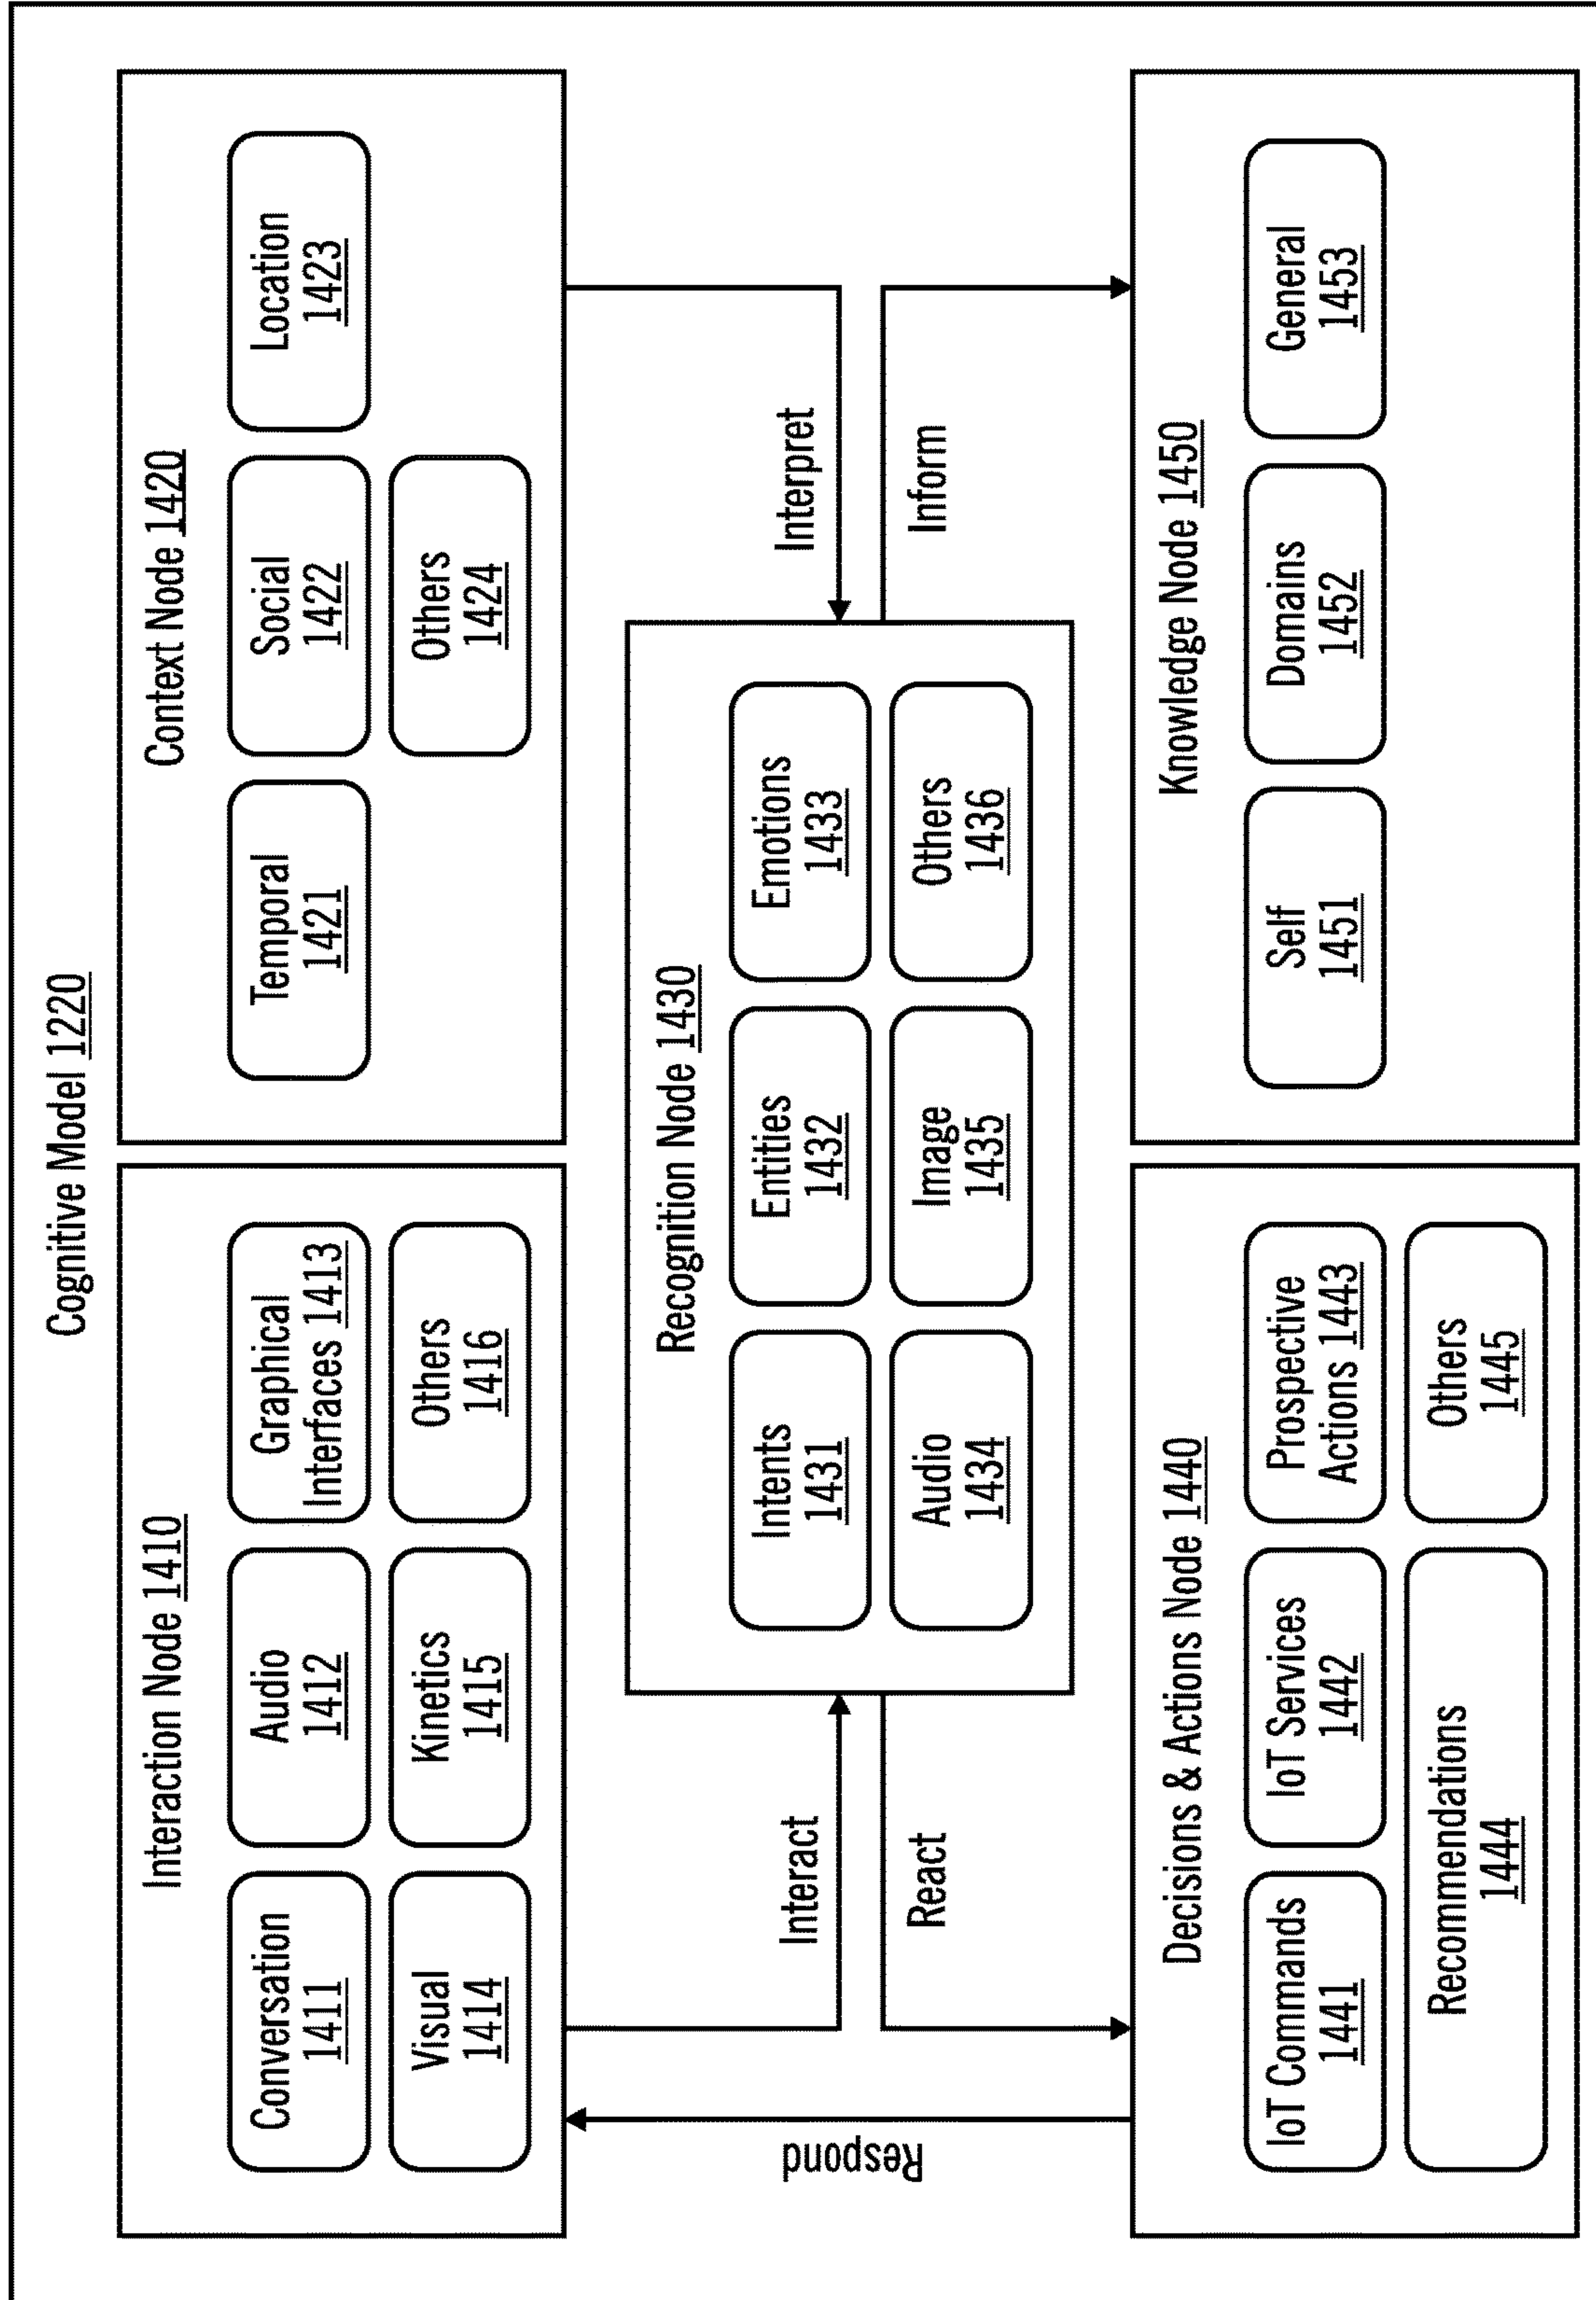 Cognitive Model 1220
Interaction Node 1410
Conversation
1411
Audio
1412
Graphical
Interfaces 1413
Visual
1414
Kinetics
1415
Others
1416
Context Node 1420
Temporal
1421
Social
1422
Location
1423
Others
1424
Interact
Interpret
Recognition Node 1430
Intents
1431
Entities
1432
Emotions
1433
Audio
1434
Image
1435
Others
1436
Respond
React
Inform
Decisions & Actions Node 1440
IoT Commands
1441
IoT Services
1442
Prospective
Actions 1443
Recommendations
1444
Others
1445
Knowledge Node 1450
Self
1451
Domains
1452
General
1453